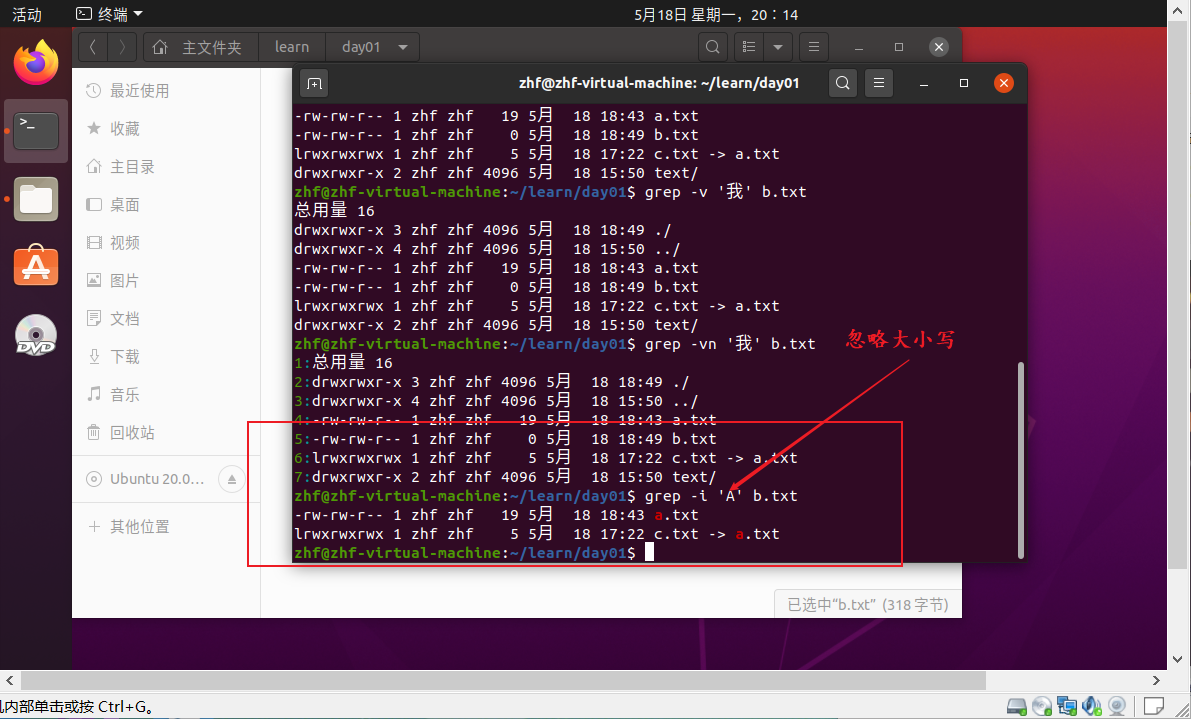 活动
终端
5月18日 星期一，20：14
主文件夹
learn
day01
zhf@zhf-virtual-machine: ~/learn/day01
最近使用
收藏
主目录
桌面
视频
图片
文档
下载
音乐
回收站
Ubuntu 20.0…
其他位置
-rw-rw-r-- 1 zhf zhf   19 5月  18 18:43 a.txt
-rw-rw-r-- 1 zhf zhf    0 5月  18 18:49 b.txt
lrwxrwxrwx 1 zhf zhf    5 5月  18 17:22 c.txt -> a.txt
drwxrwxr-x 2 zhf zhf 4096 5月  18 15:50 text/
zhf@zhf-virtual-machine:~/learn/day01$ grep -v '我' b.txt
总用量 16
drwxrwxr-x 3 zhf zhf 4096 5月  18 18:49 ./
drwxrwxr-x 4 zhf zhf 4096 5月  18 15:50 ../
-rw-rw-r-- 1 zhf zhf   19 5月  18 18:43 a.txt
-rw-rw-r-- 1 zhf zhf    0 5月  18 18:49 b.txt
lrwxrwxrwx 1 zhf zhf    5 5月  18 17:22 c.txt -> a.txt
drwxrwxr-x 2 zhf zhf 4096 5月  18 15:50 text/
zhf@zhf-virtual-machine:~/learn/day01$ grep -vn '我' b.txt
忽略大小写
1:总用量 16
2:drwxrwxr-x 3 zhf zhf 4096 5月  18 18:49 ./
3:drwxrwxr-x 4 zhf zhf 4096 5月  18 15:50 ../
4:-rw-rw-r-- 1 zhf zhf   19 5月  18 18:43 a.txt
5:-rw-rw-r-- 1 zhf zhf    0 5月  18 18:49 b.txt
6:lrwxrwxrwx 1 zhf zhf    5 5月  18 17:22 c.txt -> a.txt
7:drwxrwxr-x 2 zhf zhf 4096 5月  18 15:50 text/
zhf@zhf-virtual-machine:~/learn/day01$ grep -i 'A' b.txt
-rw-rw-r-- 1 zhf zhf   19 5月  18 18:43 a.txt
lrwxrwxrwx 1 zhf zhf    5 5月  18 17:22 c.txt -> a.txt
zhf@zhf-virtual-machine:~/learn/day01$
已选中“b.txt” (318 字节)
内部单击或按 Ctrl+G。
DVD